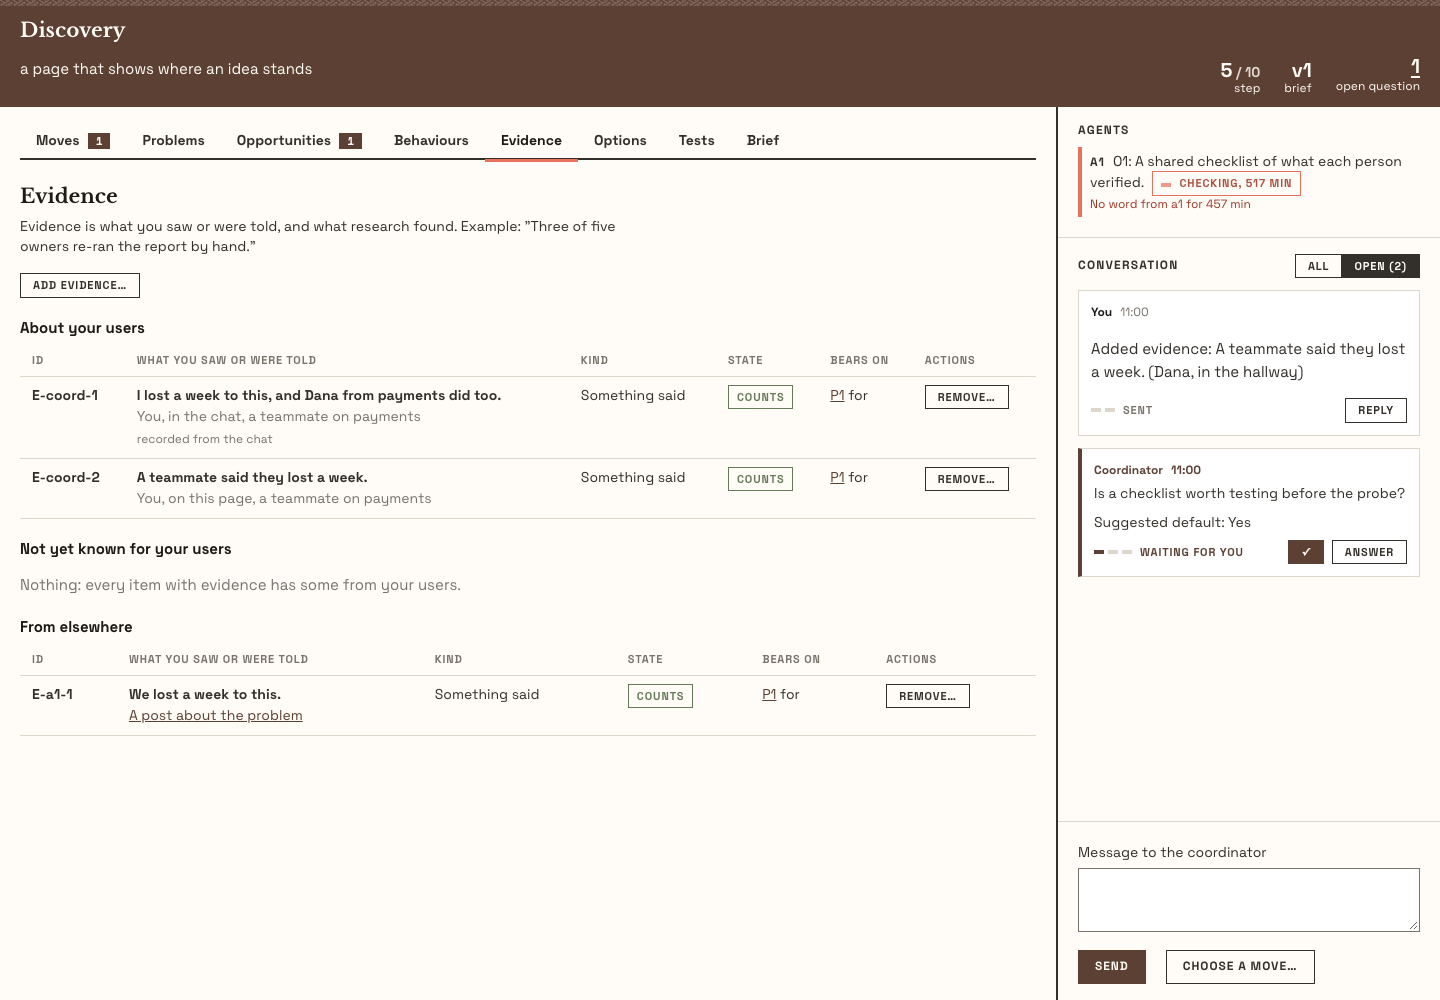 Discovery
a page that shows where an idea stands
5 / 10
step
v1
brief
1
open question
Moves 1
Problems
Opportunities 1
Behaviours
Evidence
Options
Tests
Brief
Evidence
Evidence is what you saw or were told, and what research found. Example: "Three of five
owners re-ran the report by hand."
ADD EVIDENCE…
About your users
ID WHAT YOU SAW OR WERE TOLD KIND STATE BEARS ON ACTIONS
E-coord-1 I lost a week to this, and Dana from payments did too. Something said COUNTS P1 for REMOVE…
You, in the chat, a teammate on payments
recorded from the chat
E-coord-2 A teammate said they lost a week. Something said COUNTS P1 for REMOVE…
You, on this page, a teammate on payments
Not yet known for your users
Nothing: every item with evidence has some from your users.
From elsewhere
ID WHAT YOU SAW OR WERE TOLD KIND STATE BEARS ON ACTIONS
E-a1-1 We lost a week to this. Something said COUNTS P1 for REMOVE…
A post about the problem
AGENTS
A1 O1: A shared checklist of what each person
verified. CHECKING, 517 MIN
No word from a1 for 457 min
CONVERSATION
ALL OPEN (2)
You 11:00
Added evidence: A teammate said they lost
a week. (Dana, in the hallway)
SENT REPLY
Coordinator 11:00
Is a checklist worth testing before the probe?
Suggested default: Yes
WAITING FOR YOU ✓ ANSWER
Message to the coordinator
SEND CHOOSE A MOVE…